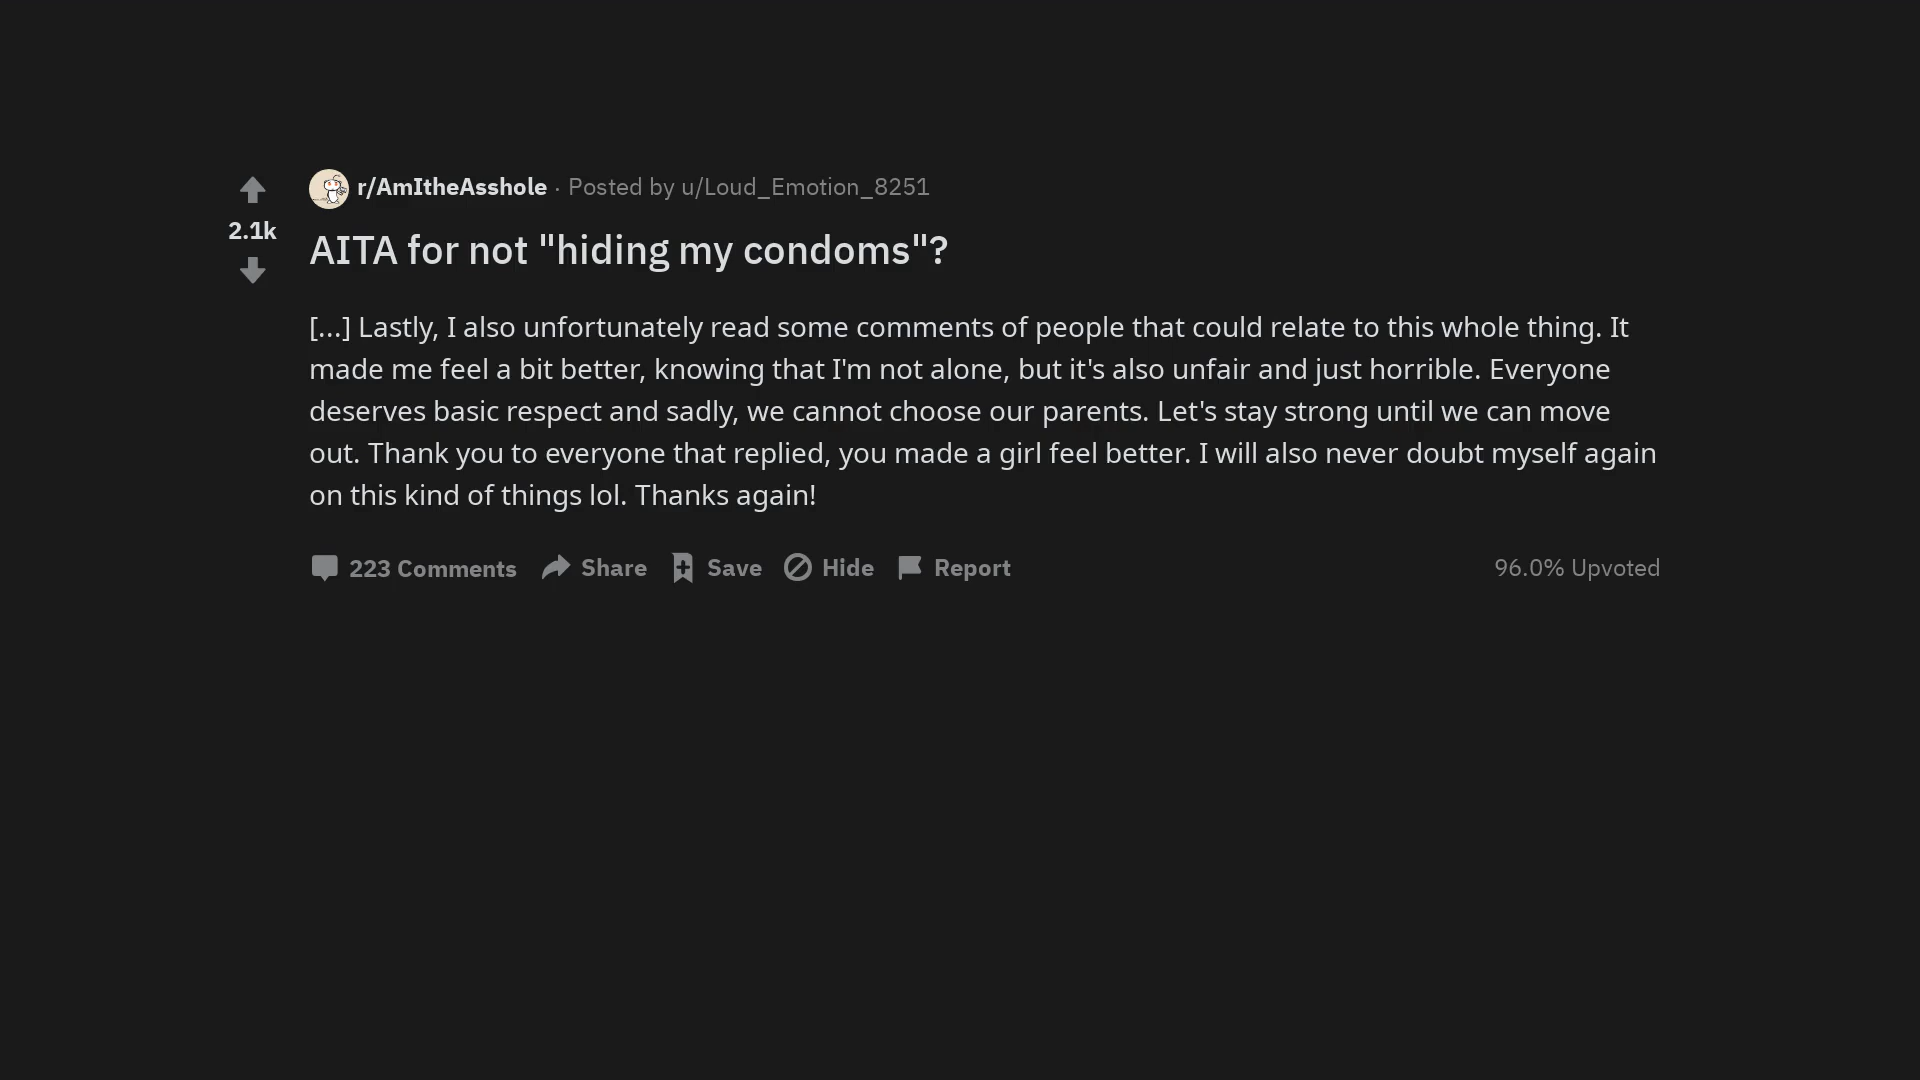 r/AmItheAsshole · Posted by u/Loud_Emotion_8251
2.1k
AITA for not "hiding my condoms"?
[...] Lastly, I also unfortunately read some comments of people that could relate to this whole thing. It
made me feel a bit better, knowing that I'm not alone, but it's also unfair and just horrible. Everyone
deserves basic respect and sadly, we cannot choose our parents. Let's stay strong until we can move
out. Thank you to everyone that replied, you made a girl feel better. I will also never doubt myself again
on this kind of things lol. Thanks again!
223 Comments Share Save Hide Report 96.0% Upvoted